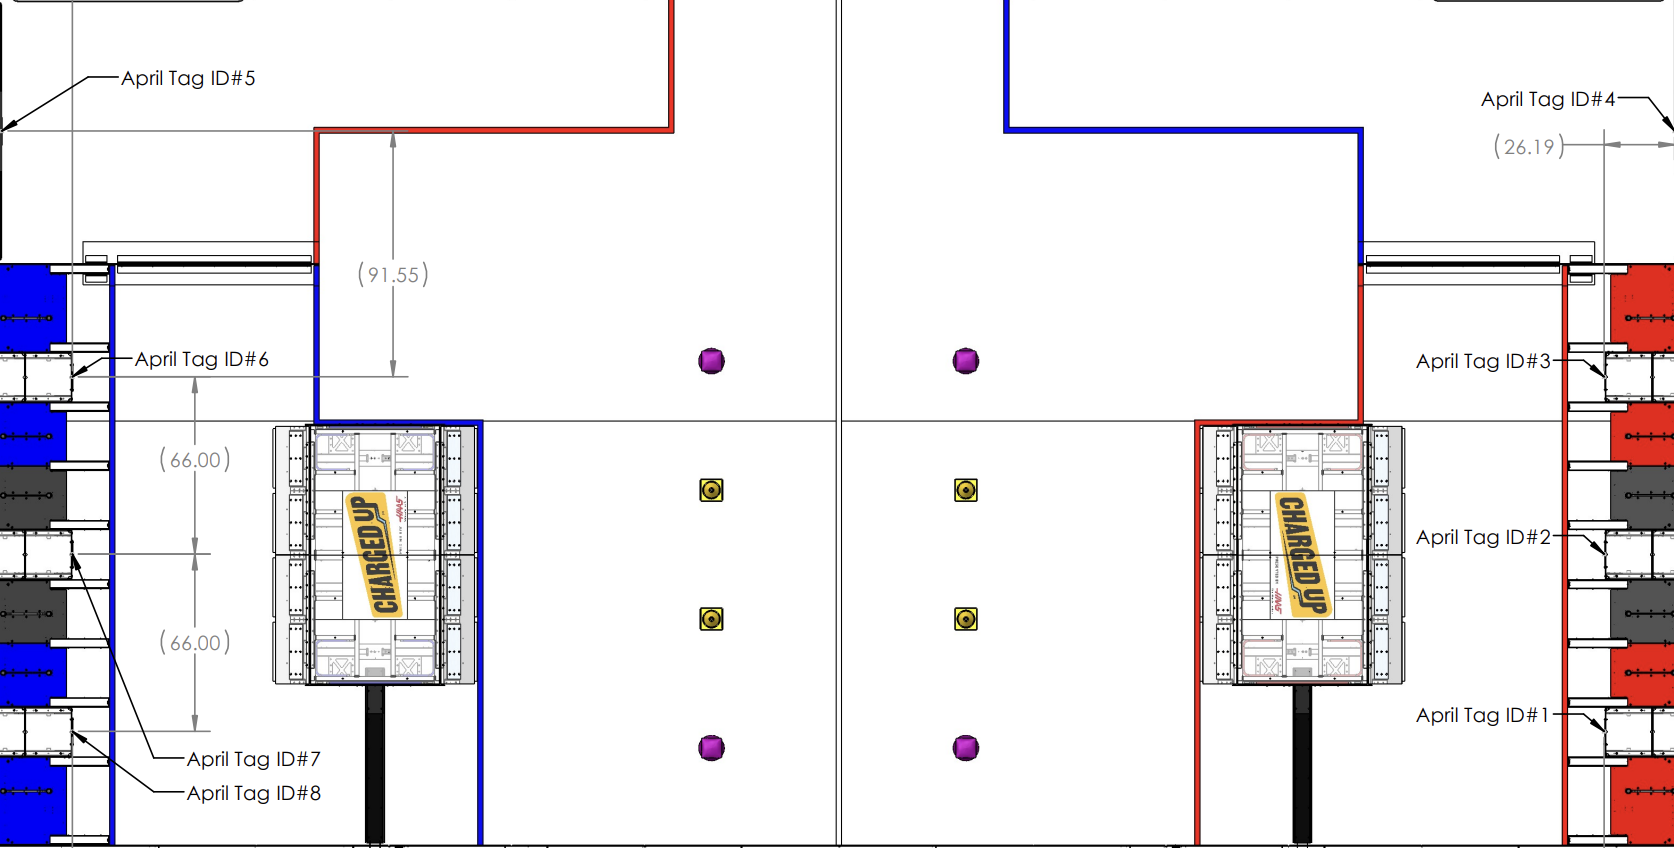 April Tag ID#5
April Tag ID#4
(26.19)
(91.55)
April Tag ID#6
April Tag ID#3
(66.00)
CHARGED UP
HAAS
CHARGED UP
April Tag ID#2
(66.00)
April Tag ID#1
April Tag ID#7
April Tag ID#8